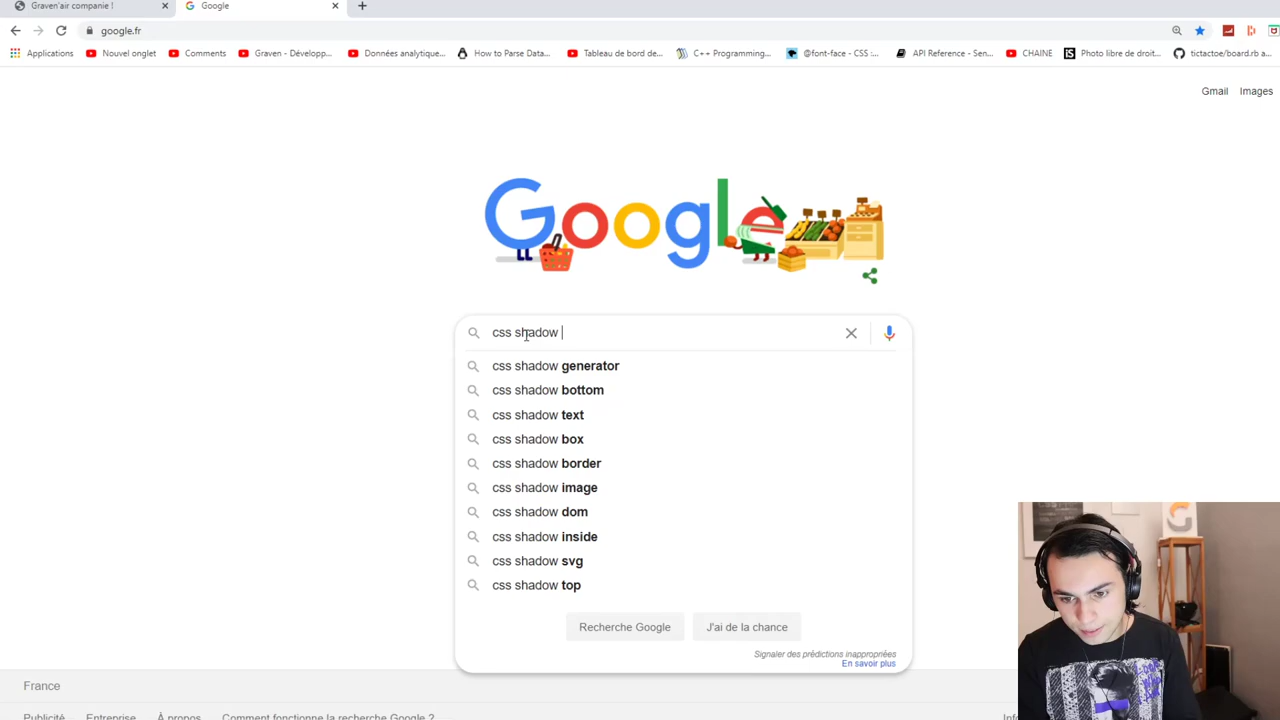 Graven'air companie !
Google
google.fr
Applications
Nouvel onglet
Comments
Graven - Développ...
Données analytique...
How to Parse Data...
Tableau de bord de...
C++ Programming...
@font-face - CSS :...
API Reference - Sen...
CHAINE
Photo libre de droit...
tictactoe/board.rb a...
Gmail
Images
Google
css shadow
css shadow generator
css shadow bottom
css shadow text
css shadow box
css shadow border
css shadow image
css shadow dom
css shadow inside
css shadow svg
css shadow top
Recherche Google
J'ai de la chance
Signaler des prédictions inappropriées
En savoir plus
France
Publicité
Entreprise
À propos
Comment fonctionne la recherche Google ?